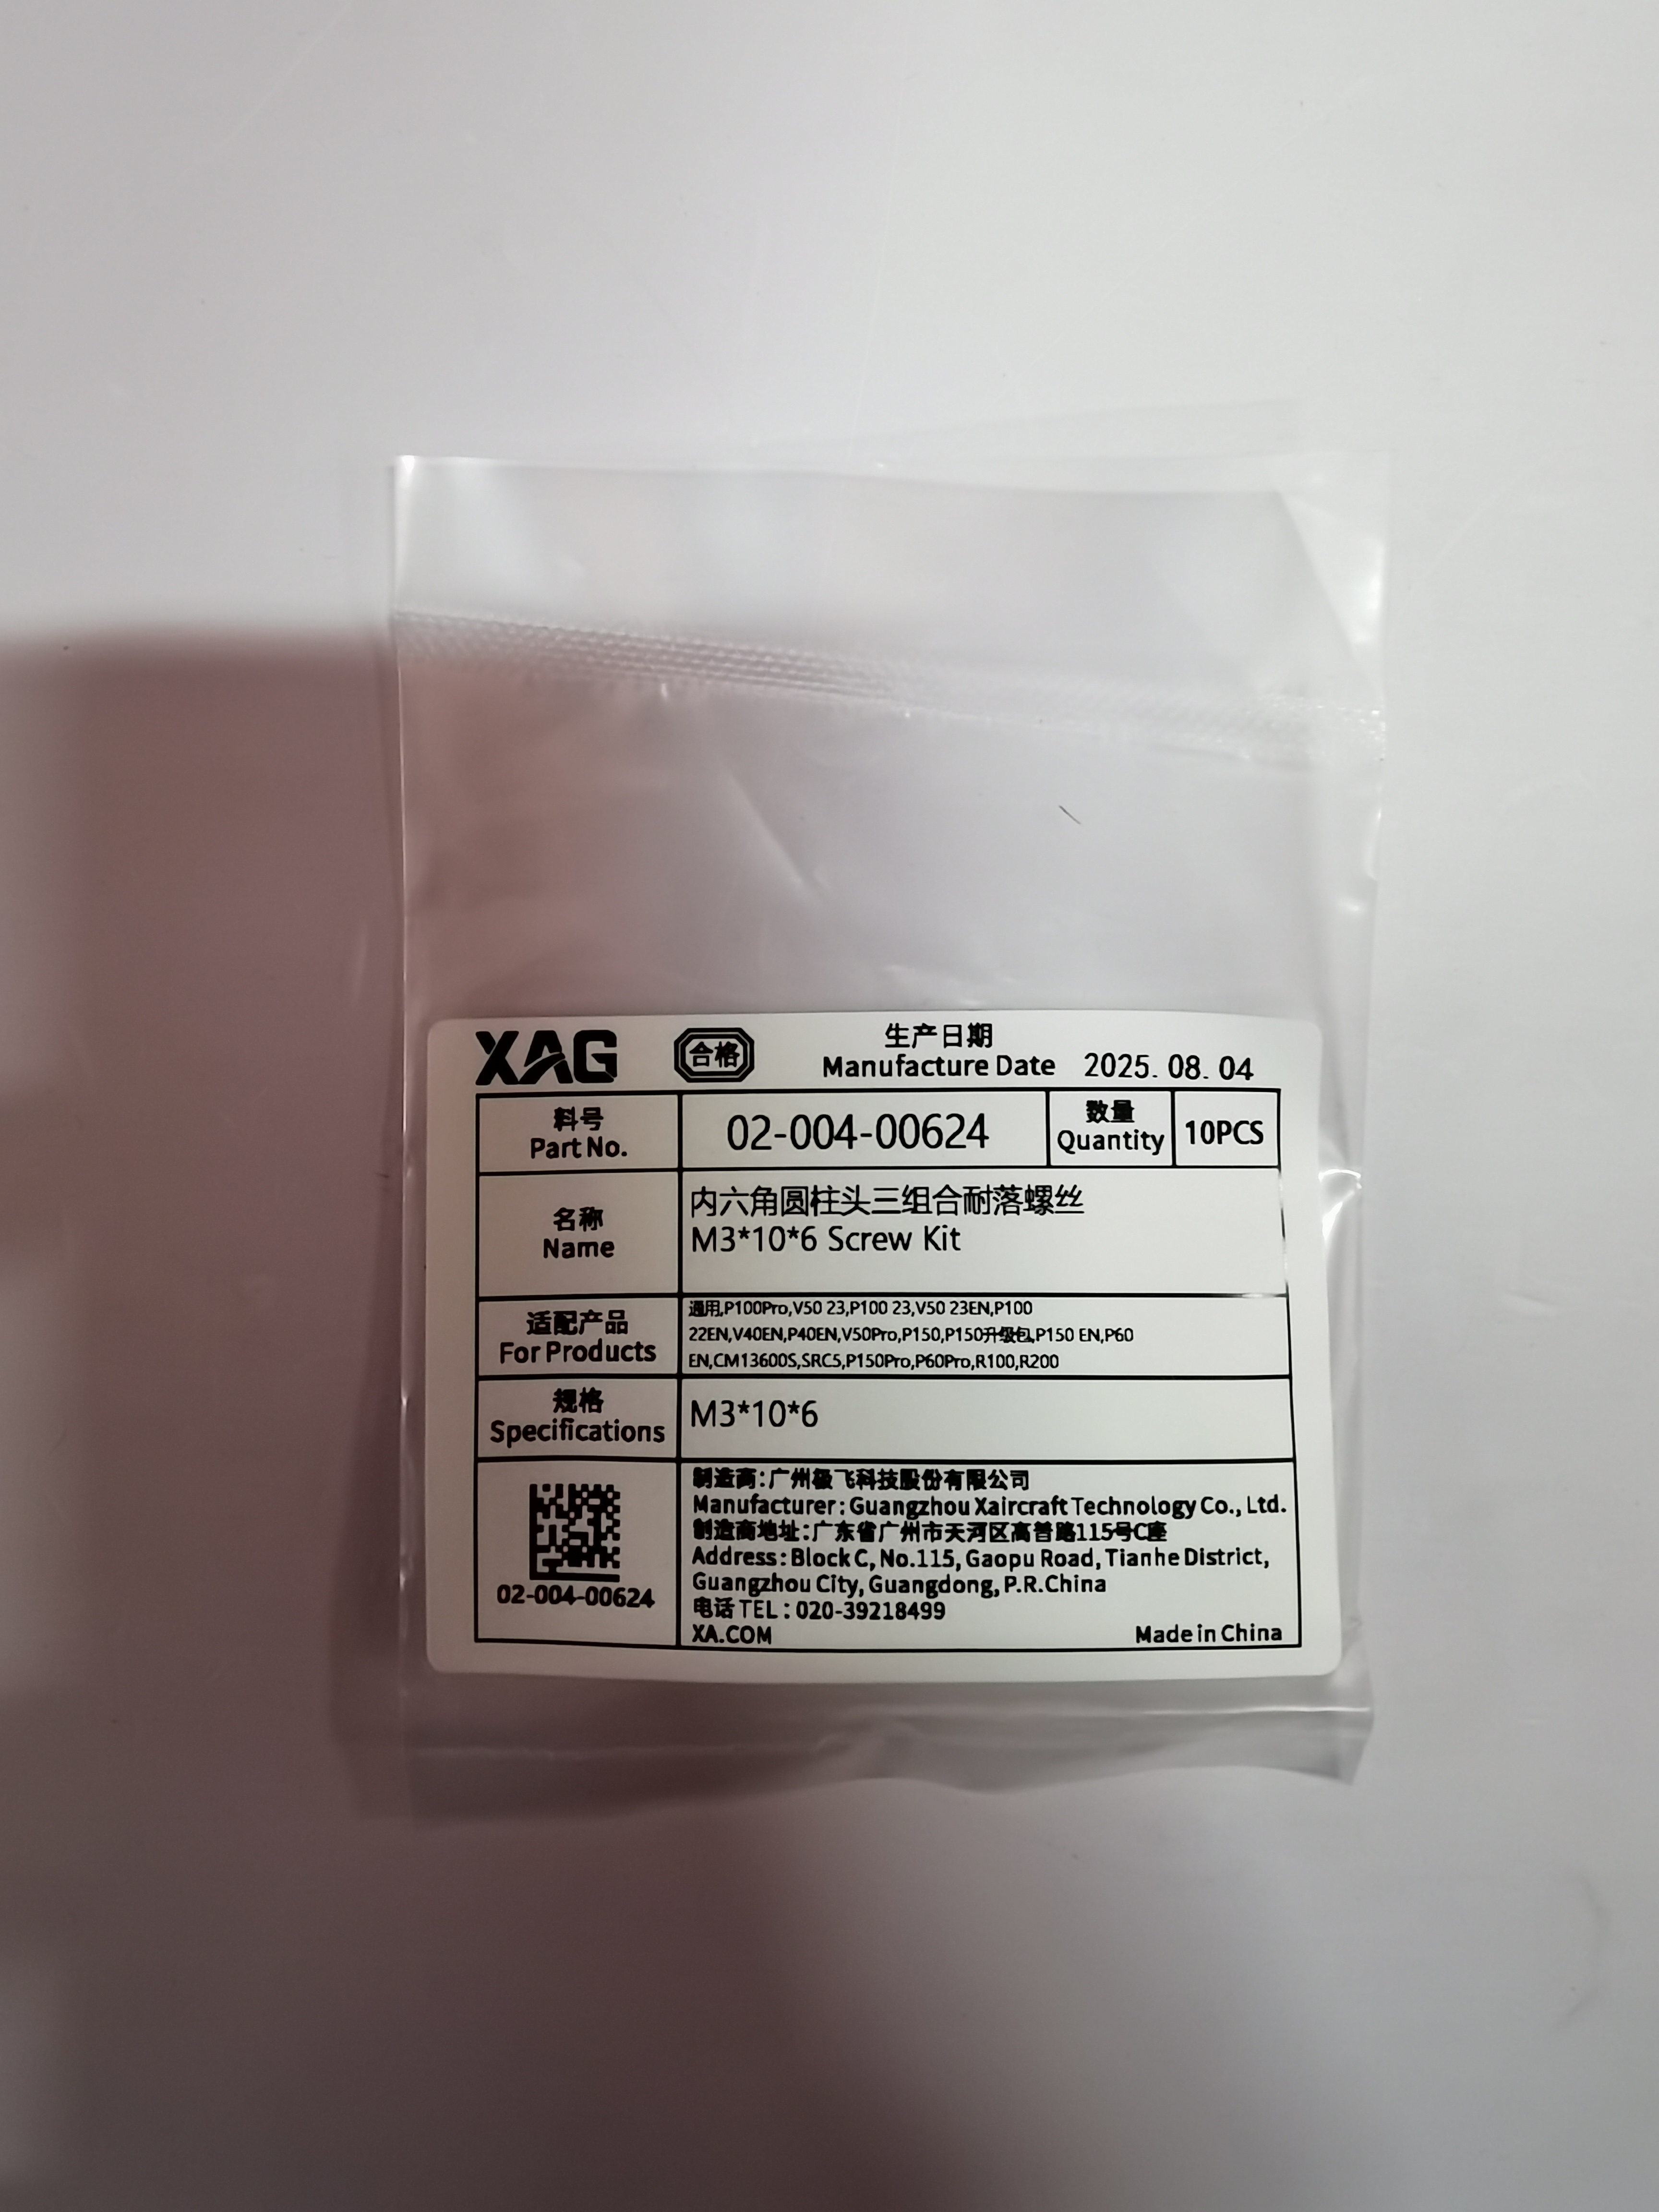 XAG
合格
生产日期
Manufacture Date 2025. 08. 04
料号
Part No.
02-004-00624
数量
Quantity
10PCS
名称
Name
内六角圆柱头三组合耐落螺丝
M3*10*6 Screw Kit
适配产品
For Products
通用,P100Pro,V50 23,P100 23,V50 23EN,P100
22EN,V40EN,P40EN,V50Pro,P150,P150升级包,P150 EN,P60
EN,CM13600S,SRC5,P150Pro,P60Pro,R100,R200
规格
Specifications
M3*10*6
02-004-00624
制造商:广州极飞科技股份有限公司
Manufacturer: Guangzhou Xaircraft Technology Co., Ltd.
制造商地址:广东省广州市天河区高普路115号C座
Address: Block C, No.115, Gaopu Road, Tianhe District,
Guangzhou City, Guangdong, P.R.China
电话 TEL: 020-39218499
XA.COM Made in China